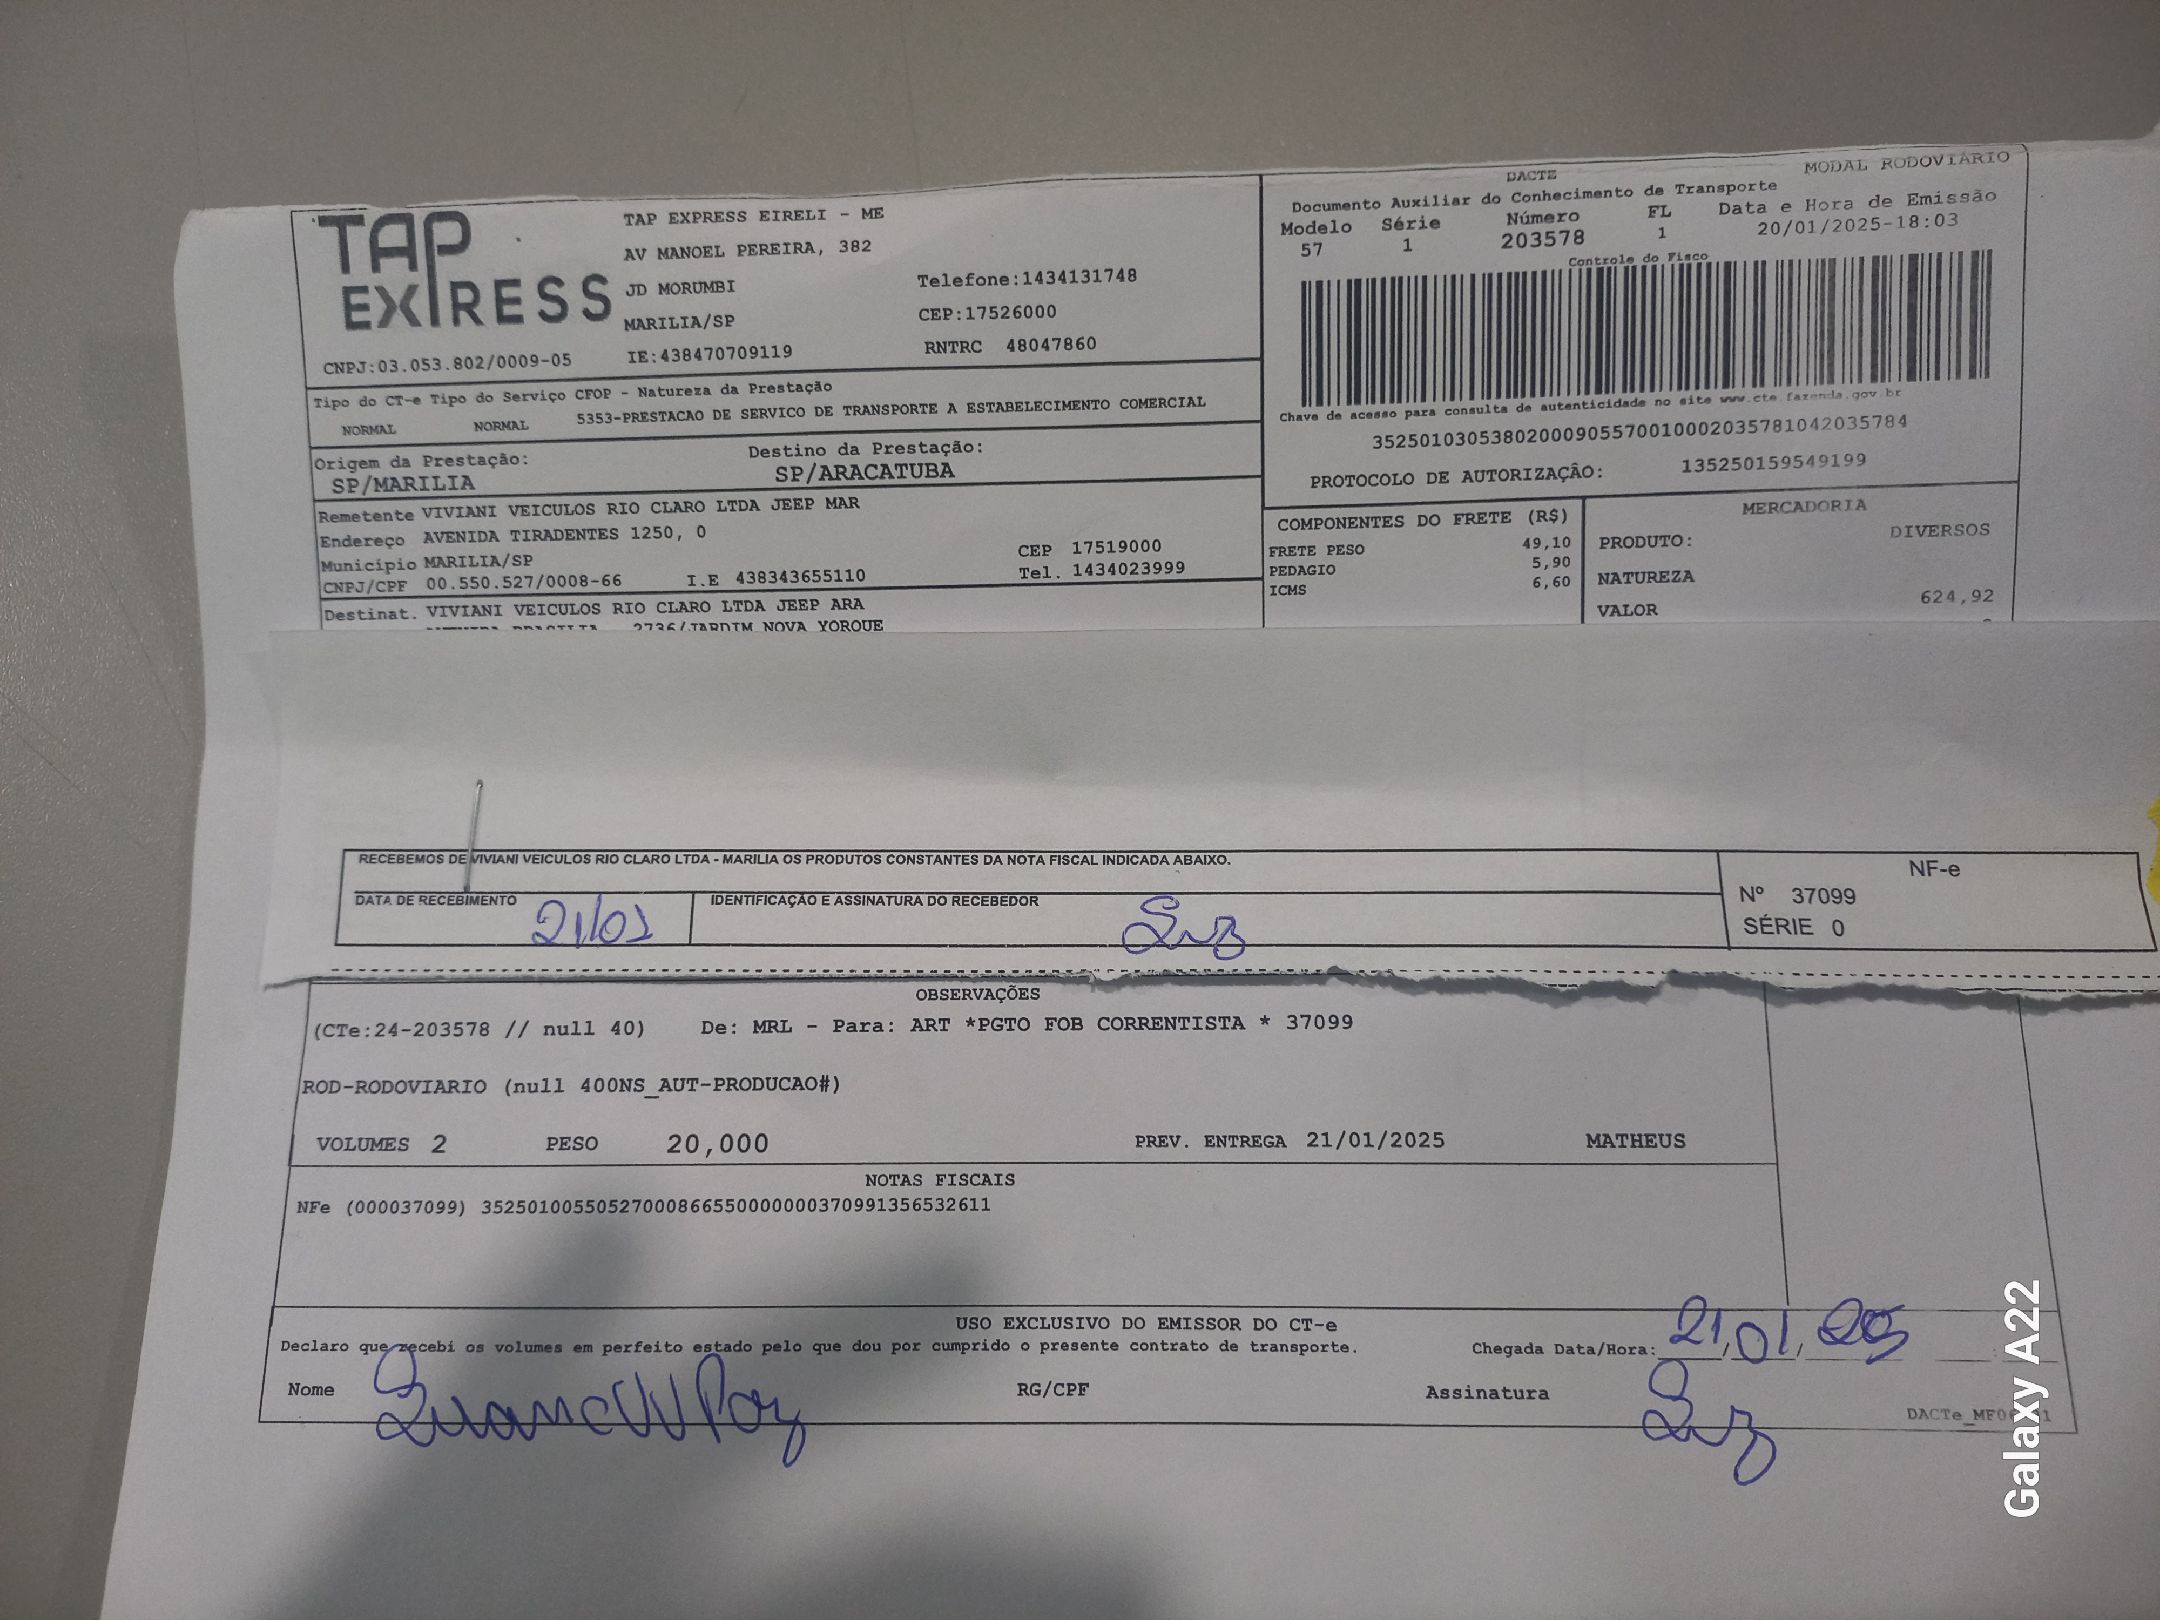 TAP
EXPRESS
TAP EXPRESS EIRELI - ME
AV MANOEL PEREIRA, 382
JD MORUMBI Telefone:1434131748
MARILIA/SP CEP:17526000
CNPJ:03.053.802/0009-05 IE:438470709119 RNTRC 48047860
Tipo do CT-e Tipo do Serviço CFOP - Natureza da Prestação
NORMAL NORMAL 5353-PRESTACAO DE SERVICO DE TRANSPORTE A ESTABELECIMENTO COMERCIAL
Origem da Prestação: Destino da Prestação:
SP/MARILIA SP/ARACATUBA
Remetente VIVIANI VEICULOS RIO CLARO LTDA JEEP MAR
Endereço AVENIDA TIRADENTES 1250, 0
Municipio MARILIA/SP CEP 17519000
CNPJ/CPF 00.550.527/0008-66 I.E 438343655110 Tel. 1434023999
Destinat. VIVIANI VEICULOS RIO CLARO LTDA JEEP ARA
2736/JARDIM NOVA YORQUE
DACTE MODAL RODOVIÁRIO
Documento Auxiliar do Conhecimento de Transporte
Modelo Série Número FL Data e Hora de Emissão
57 1 203578 1 20/01/2025-18:03
Controle do Fisco
Chave de acesso para consulta de autenticidade no site www.cte.fazenda.gov.br
35250103053802000905570010002035781042035784
PROTOCOLO DE AUTORIZAÇÃO: 135250159549199
COMPONENTES DO FRETE (R$)
FRETE PESO 49,10
PEDAGIO 5,90
ICMS 6,60
MERCADORIA
PRODUTO: DIVERSOS
NATUREZA
VALOR 624,92
RECEBEMOS DE VIVIANI VEICULOS RIO CLARO LTDA - MARILIA OS PRODUTOS CONSTANTES DA NOTA FISCAL INDICADA ABAIXO.
DATA DE RECEBIMENTO 21/01 IDENTIFICAÇÃO E ASSINATURA DO RECEBEDOR
NF-e
Nº 37099
SÉRIE 0
OBSERVAÇÕES
(CTe:24-203578 // null 40) De: MRL - Para: ART *PGTO FOB CORRENTISTA * 37099
ROD-RODOVIARIO (null 400NS_AUT-PRODUCAO#)
VOLUMES 2 PESO 20,000 PREV. ENTREGA 21/01/2025 MATHEUS
NOTAS FISCAIS
NFe (000037099) 35250100550527000866550000000370991356532611
USO EXCLUSIVO DO EMISSOR DO CT-e
Declaro que recebi os volumes em perfeito estado pelo que dou por cumprido o presente contrato de transporte. Chegada Data/Hora: 21/01/25
Nome RG/CPF Assinatura
Galaxy A22